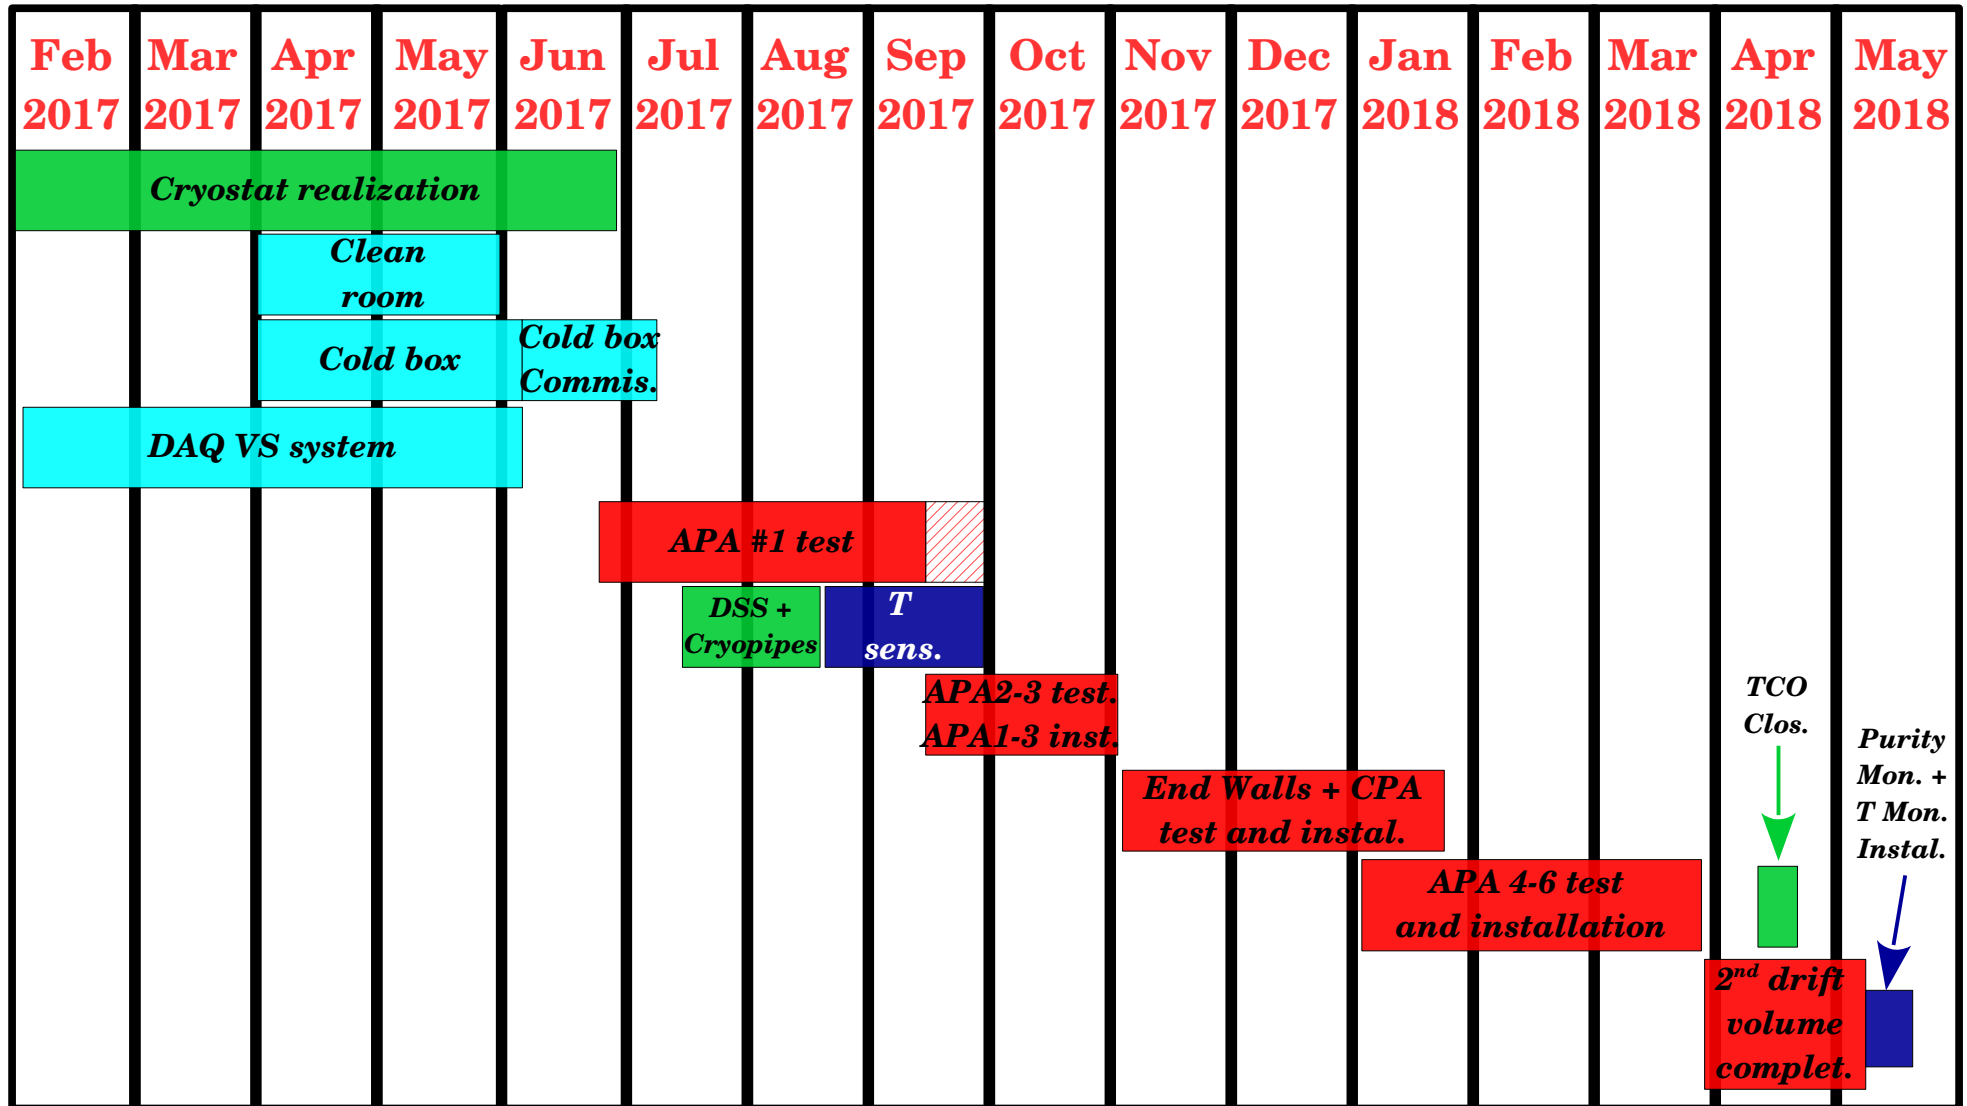 Feb Mar Apr May Jun Jul Aug Sep Oct Nov Dec Jan Feb Mar Apr May
2017 2017 2017 2017 2017 2017 2017 2017 2017 2017 2017 2018 2018 2018 2018 2018
Cryostat realization
Clean
room
Cold box
Cold box
Commis.
DAQ VS system
APA #1 test
DSS +
Cryopipes
T
sens.
APA2-3 test.
APA1-3 inst.
TCO
Clos.
Purity
Mon. +
T Mon.
Instal.
End Walls + CPA
test and instal.
APA 4-6 test
and installation
2nd drift
volume
complet.